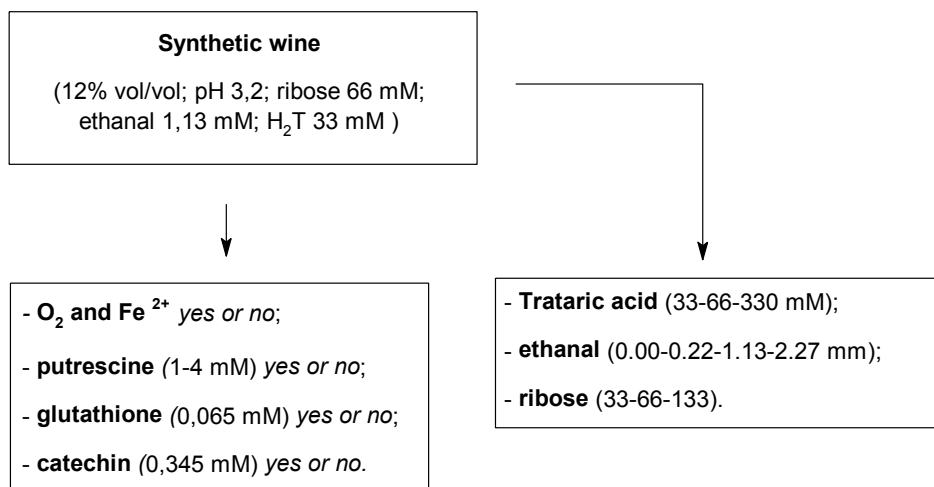 Synthetic wine
(12% vol/vol; pH 3,2; ribose 66 mM;
ethanal 1,13 mM; H₂T 33 mM )
- O₂ and Fe ²⁺ yes or no;
- putrescine (1-4 mM) yes or no;
- glutathione (0,065 mM) yes or no;
- catechin (0,345 mM) yes or no.
- Trataric acid (33-66-330 mM);
- ethanal (0.00-0.22-1.13-2.27 mm);
- ribose (33-66-133).